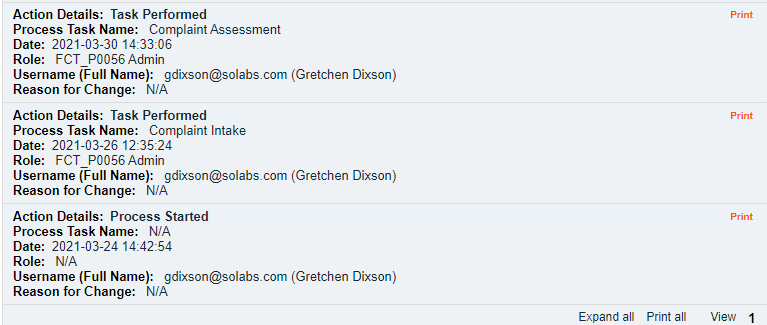 Action Details: Task Performed Print
Process Task Name: Complaint Assessment
Date: 2021-03-30 14:33:06
Role: FCT_P0056 Admin
Username (Full Name): gdixson@solabs.com (Gretchen Dixson)
Reason for Change: N/A
Action Details: Task Performed Print
Process Task Name: Complaint Intake
Date: 2021-03-26 12:35:24
Role: FCT_P0056 Admin
Username (Full Name): gdixson@solabs.com (Gretchen Dixson)
Reason for Change: N/A
Action Details: Process Started Print
Process Task Name: N/A
Date: 2021-03-24 14:42:54
Role: N/A
Username (Full Name): gdixson@solabs.com (Gretchen Dixson)
Reason for Change: N/A
Expand all Print all View 1